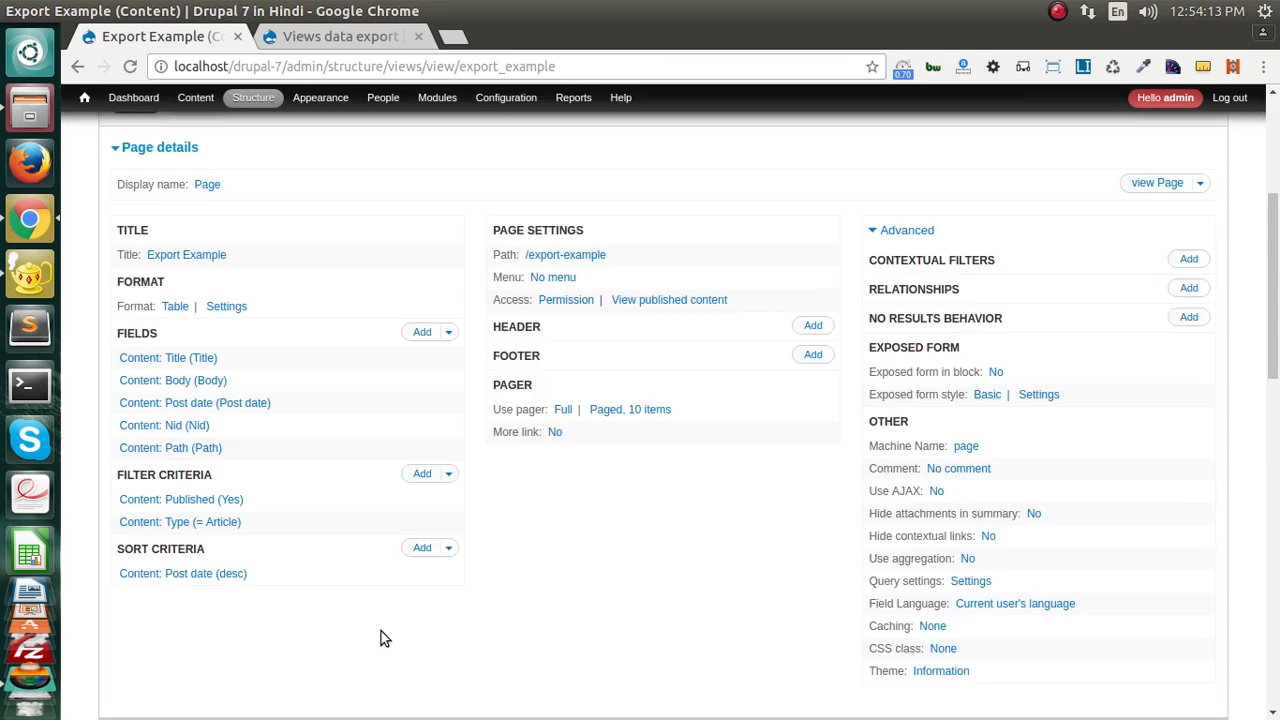 Export Example (Content) | Drupal 7 in Hindi - Google Chrome
En
12:54:13 PM
Export Example (Co
Views data export
localhost/drupal-7/admin/structure/views/view/export_example
0.70
bw
LI
Dashboard Content Structure Appearance People Modules Configuration Reports Help
Hello admin Log out
Page details
Display name: Page
view Page
TITLE
Title: Export Example
FORMAT
Format: Table | Settings
FIELDS
Add
Content: Title (Title)
Content: Body (Body)
Content: Post date (Post date)
Content: Nid (Nid)
Content: Path (Path)
FILTER CRITERIA
Add
Content: Published (Yes)
Content: Type (= Article)
SORT CRITERIA
Add
Content: Post date (desc)
PAGE SETTINGS
Path: /export-example
Menu: No menu
Access: Permission | View published content
HEADER
Add
FOOTER
Add
PAGER
Use pager: Full | Paged, 10 items
More link: No
Advanced
CONTEXTUAL FILTERS
Add
RELATIONSHIPS
Add
NO RESULTS BEHAVIOR
Add
EXPOSED FORM
Exposed form in block: No
Exposed form style: Basic | Settings
OTHER
Machine Name: page
Comment: No comment
Use AJAX: No
Hide attachments in summary: No
Hide contextual links: No
Use aggregation: No
Query settings: Settings
Field Language: Current user's language
Caching: None
CSS class: None
Theme: Information